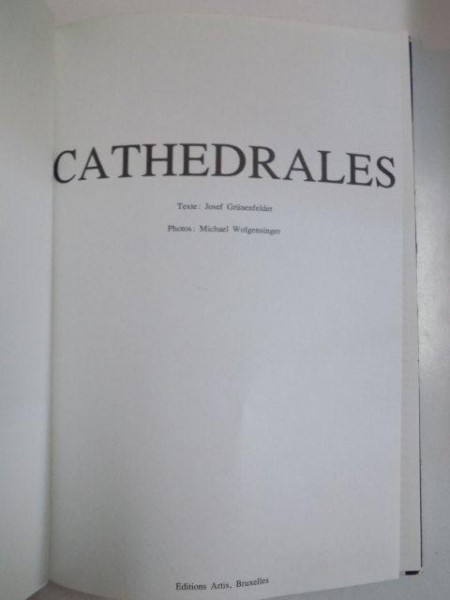 CATHEDRALES
Texte: Josef Grünenfelder
Photos: Michael Wolgensinger
Editions Artis, Bruxelles